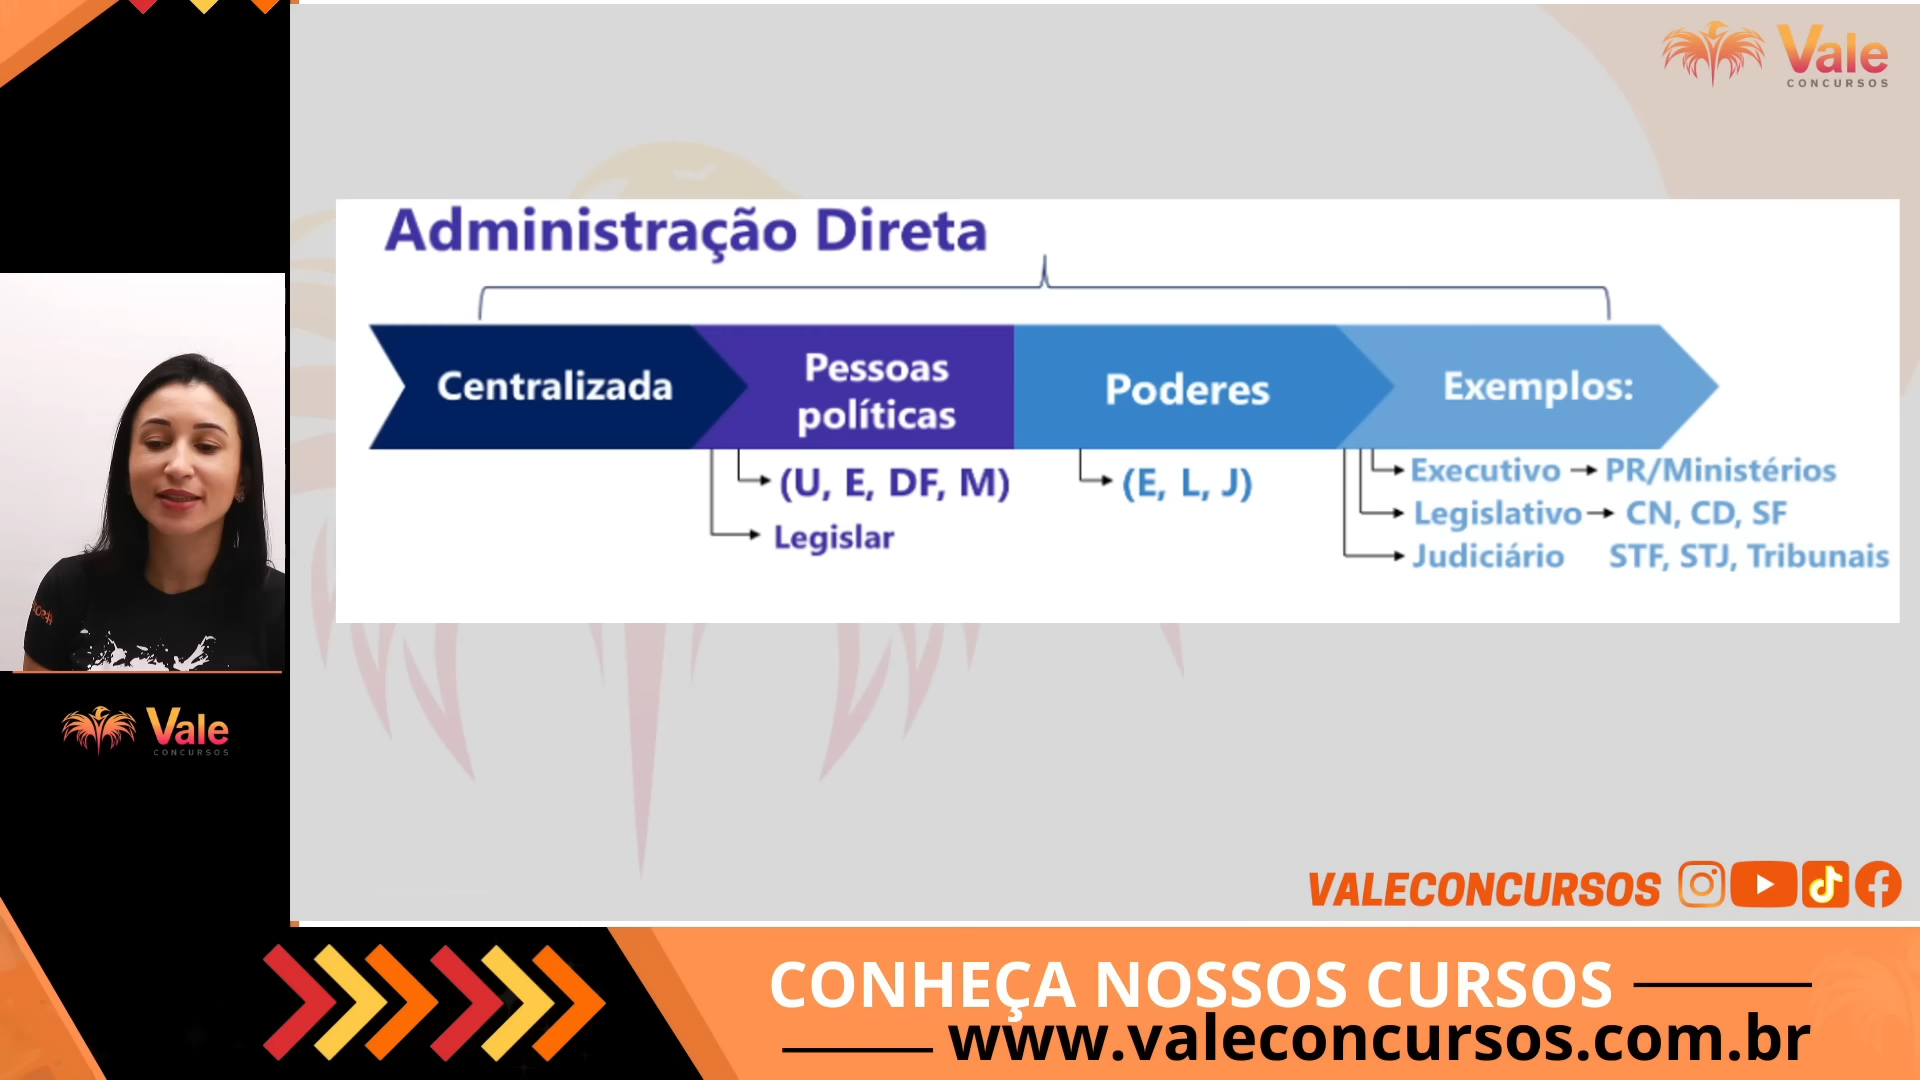 Vale
CONCURSOS
Administração Direta
Centralizada
Pessoas
políticas
Poderes
Exemplos:
(U, E, DF, M)
Legislar
(E, L, J)
Executivo → PR/Ministérios
Legislativo → CN, CD, SF
Judiciário STF, STJ, Tribunais
Vale
CONCURSOS
VALECONCURSOS
CONHEÇA NOSSOS CURSOS
www.valeconcursos.com.br